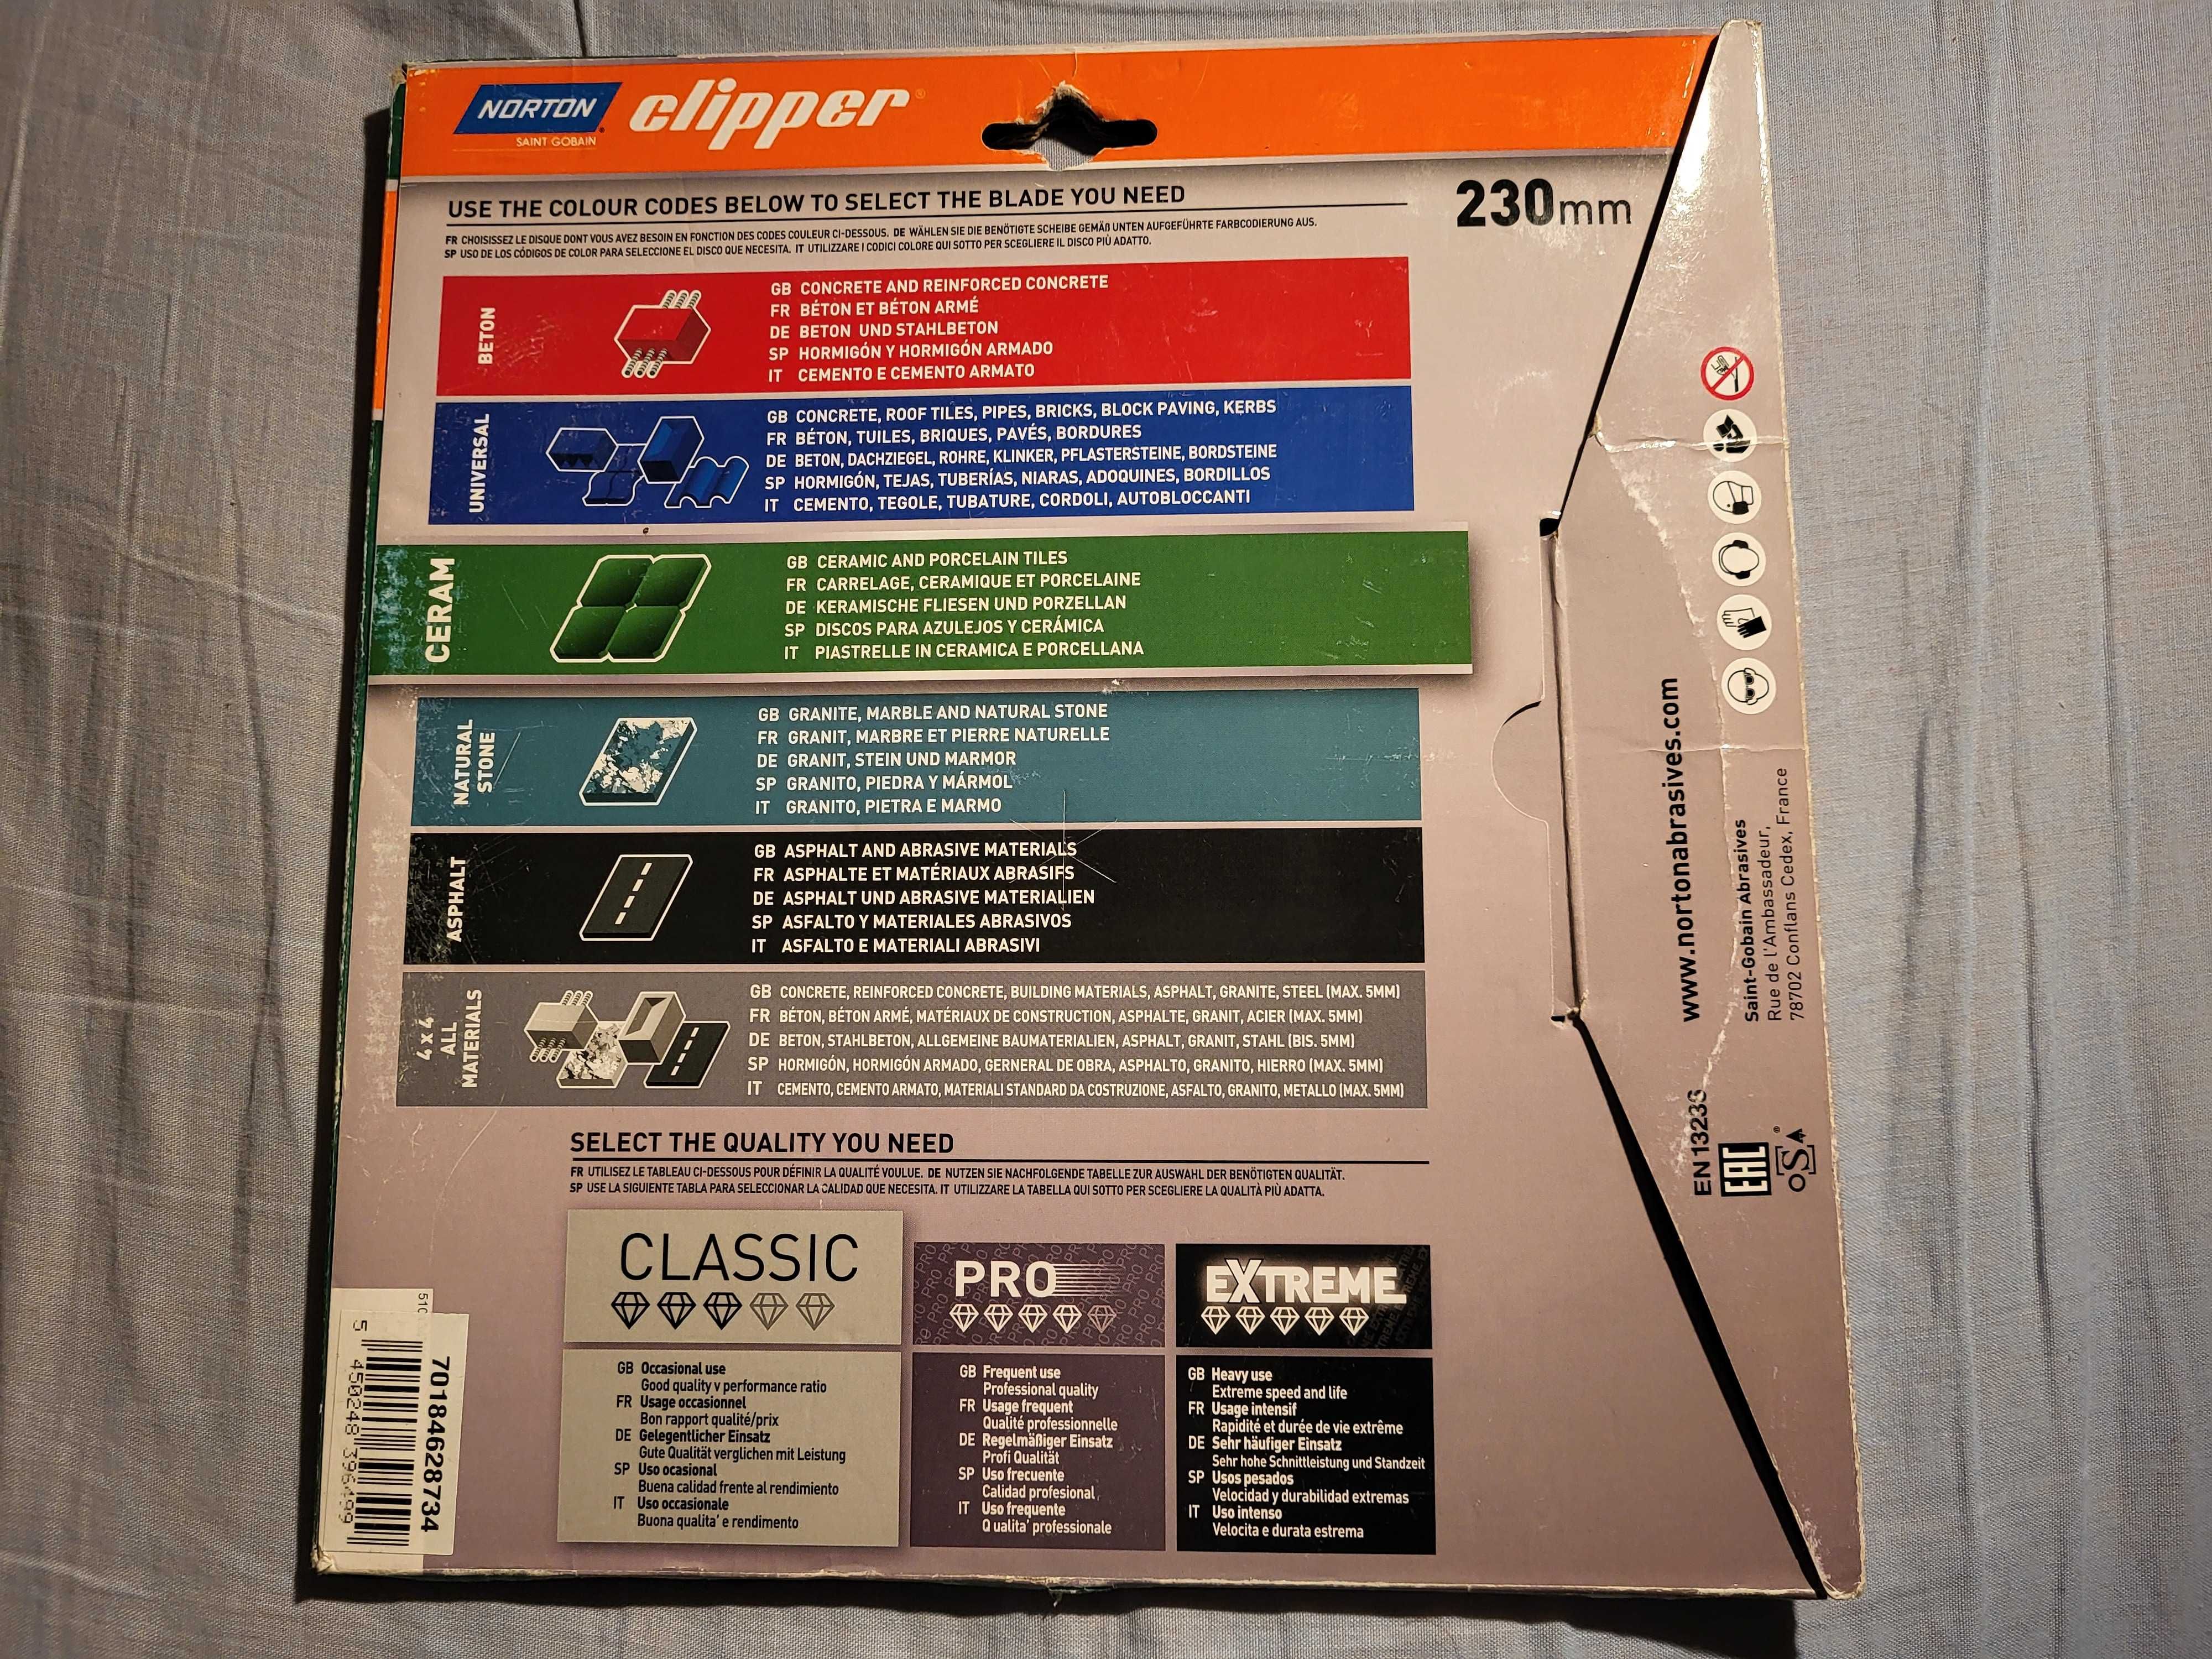 NORTON clipper®
SAINT GOBAIN
USE THE COLOUR CODES BELOW TO SELECT THE BLADE YOU NEED
230mm
FR CHOISISSEZ LE DISQUE DONT VOUS AVEZ BESOIN EN FONCTION DES CODES COULEUR CI-DESSOUS. DE WÄHLEN SIE DIE BENÖTIGTE SCHEIBE GEMÄß UNTEN AUFGEFÜHRTE FARBCODIERUNG AUS.
SP USO DE LOS CÓDIGOS DE COLOR PARA SELECCIONE EL DISCO QUE NECESITA. IT UTILIZZARE I CODICI COLORE QUI SOTTO PER SCEGLIERE IL DISCO PIÙ ADATTO.
BETON
GB CONCRETE AND REINFORCED CONCRETE
FR BÉTON ET BÉTON ARMÉ
DE BETON UND STAHLBETON
SP HORMIGÓN Y HORMIGÓN ARMADO
IT CEMENTO E CEMENTO ARMATO
UNIVERSAL
GB CONCRETE, ROOF TILES, PIPES, BRICKS, BLOCK PAVING, KERBS
FR BÉTON, TUILES, BRIQUES, PAVÉS, BORDURES
DE BETON, DACHZIEGEL, ROHRE, KLINKER, PFLASTERSTEINE, BORDSTEINE
SP HORMIGÓN, TEJAS, TUBERÍAS, NIARAS, ADOQUINES, BORDILLOS
IT CEMENTO, TEGOLE, TUBATURE, CORDOLI, AUTOBLOCCANTI
CERAM
GB CERAMIC AND PORCELAIN TILES
FR CARRELAGE, CERAMIQUE ET PORCELAINE
DE KERAMISCHE FLIESEN UND PORZELLAN
SP DISCOS PARA AZULEJOS Y CERÁMICA
IT PIASTRELLE IN CERAMICA E PORCELLANA
NATURAL
STONE
GB GRANITE, MARBLE AND NATURAL STONE
FR GRANIT, MARBRE ET PIERRE NATURELLE
DE GRANIT, STEIN UND MARMOR
SP GRANITO, PIEDRA Y MÁRMOL
IT GRANITO, PIETRA E MARMO
ASPHALT
GB ASPHALT AND ABRASIVE MATERIALS
FR ASPHALTE ET MATÉRIAUX ABRASIFS
DE ASPHALT UND ABRASIVE MATERIALIEN
SP ASFALTO Y MATERIALES ABRASIVOS
IT ASFALTO E MATERIALI ABRASIVI
4 x 4
ALL
MATERIALS
GB CONCRETE, REINFORCED CONCRETE, BUILDING MATERIALS, ASPHALT, GRANITE, STEEL (MAX. 5MM)
FR BÉTON, BÉTON ARMÉ, MATÉRIAUX DE CONSTRUCTION, ASPHALTE, GRANIT, ACIER (MAX. 5MM)
DE BETON, STAHLBETON, ALLGEMEINE BAUMATERIALIEN, ASPHALT, GRANIT, STAHL (BIS. 5MM)
SP HORMIGÓN, HORMIGÓN ARMADO, GERNERAL DE OBRA, ASPHALTO, GRANITO, HIERRO (MAX. 5MM)
IT CEMENTO, CEMENTO ARMATO, MATERIALI STANDARD DA COSTRUZIONE, ASFALTO, GRANITO, METALLO (MAX. 5MM)
SELECT THE QUALITY YOU NEED
FR UTILISEZ LE TABLEAU CI-DESSOUS POUR DÉFINIR LA QUALITÉ VOULUE. DE NUTZEN SIE NACHFOLGENDE TABELLE ZUR AUSWAHL DER BENÖTIGTEN QUALITÄT.
SP USE LA SIGUIENTE TABLA PARA SELECCIONAR LA CALIDAD QUE NECESITA. IT UTILIZZARE LA TABELLA QUI SOTTO PER SCEGLIERE LA QUALITÀ PIÙ ADATTA.
CLASSIC
GB Occasional use
Good quality v performance ratio
FR Usage occasionnel
Bon rapport qualité/prix
DE Gelegentlicher Einsatz
Gute Qualität verglichen mit Leistung
SP Uso ocasional
Buena calidad frente al rendimiento
IT Uso occasionale
Buona qualita' e rendimento
PRO
GB Frequent use
Professional quality
FR Usage frequent
Qualité professionnelle
DE Regelmäßiger Einsatz
Profi Qualität
SP Uso frecuente
Calidad profesional
IT Uso frequente
Q ualita' professionale
EXTREME
GB Heavy use
Extreme speed and life
FR Usage intensif
Rapidité et durée de vie extrême
DE Sehr häufiger Einsatz
Sehr hohe Schnittleistung und Standzeit
SP Usos pesados
Velocidad y durabilidad extremas
IT Uso intenso
Velocita e durata estrema
510
70184628734
5 450248 396499
www.nortonabrasives.com
Saint-Gobain Abrasives
Rue de l'Ambassadeur,
78702 Conflans Cedex, France
EN 13236
EAC
oSa®